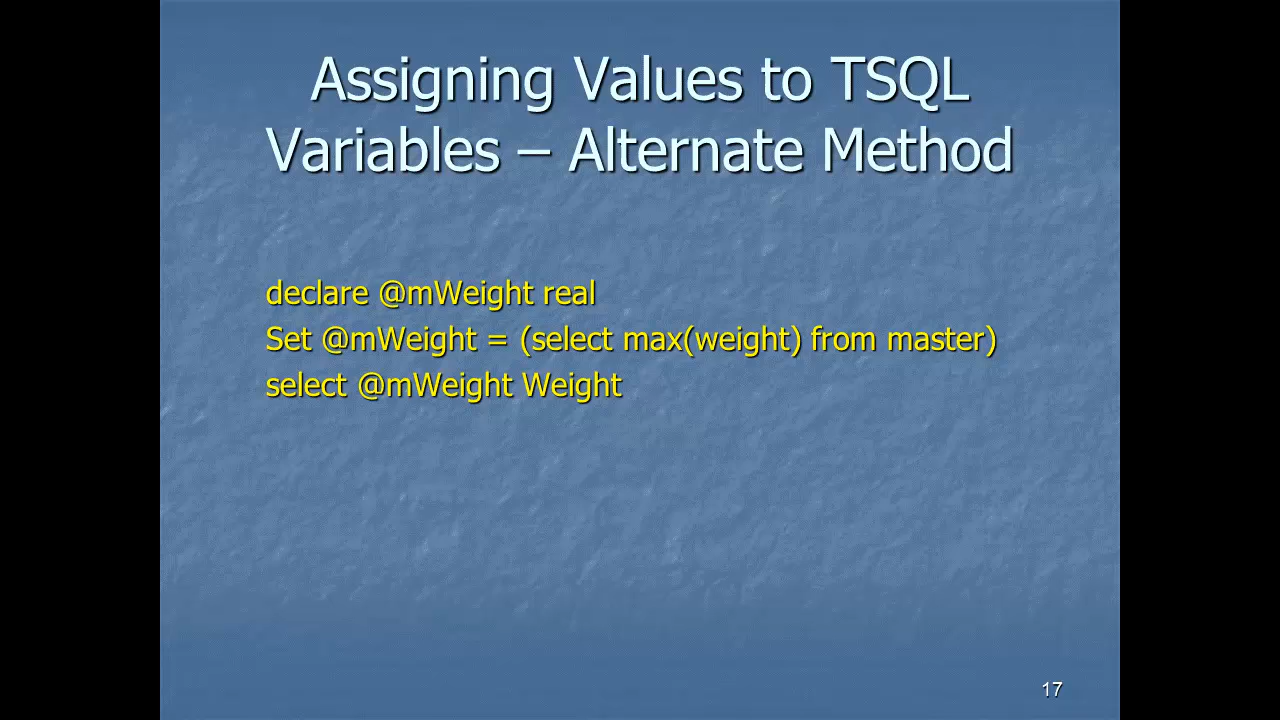 Assigning Values to TSQL
Variables – Alternate Method
declare @mWeight real
Set @mWeight = (select max(weight) from master)
select @mWeight Weight
17